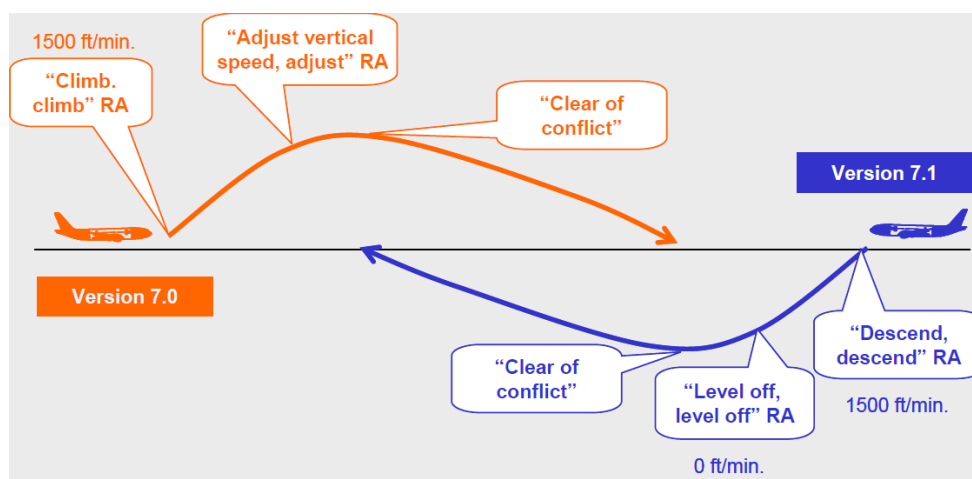 1500 ft/min.
“Climb.
climb” RA
“Adjust vertical
speed, adjust” RA
“Clear of
conflict”
Version 7.1
Version 7.0
“Clear of
conflict”
“Level off,
level off” RA
0 ft/min.
“Descend,
descend” RA
1500 ft/min.